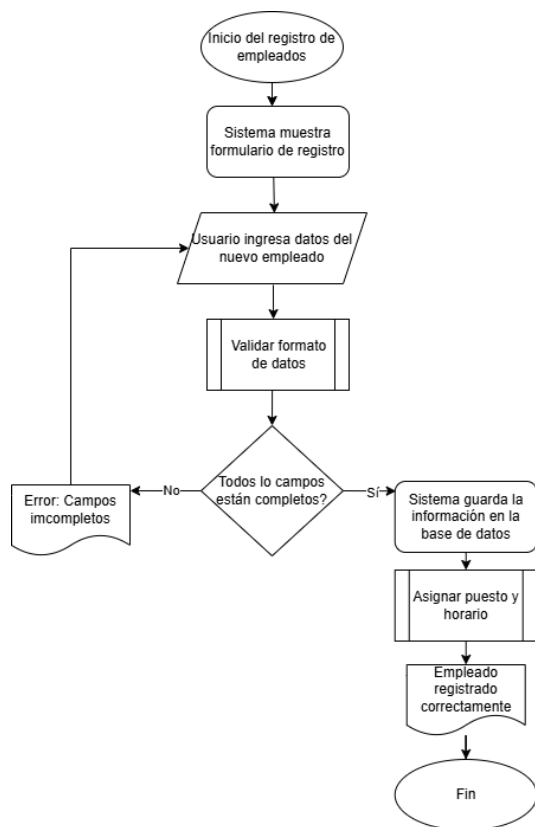 Inicio del registro de
empleados
Sistema muestra
formulario de registro
Usuario ingresa datos del
nuevo empleado
Validar formato
de datos
Todos lo campos
están completos?
No
Error: Campos
imcompletos
Sí
Sistema guarda la
información en la
base de datos
Asignar puesto y
horario
Empleado
registrado
correctamente
Fin